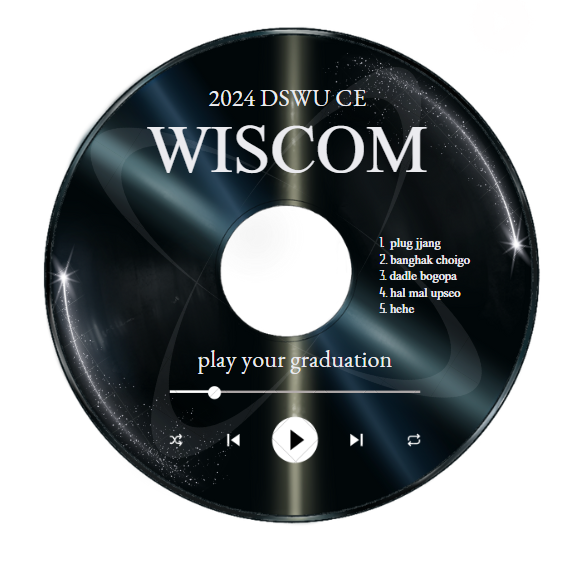 2024 DSWU CE
WISCOM
1. plug jjang
2. banghak choigo
3. dadle bogopa
4. hal mal upseo
5. hehe
play your graduation